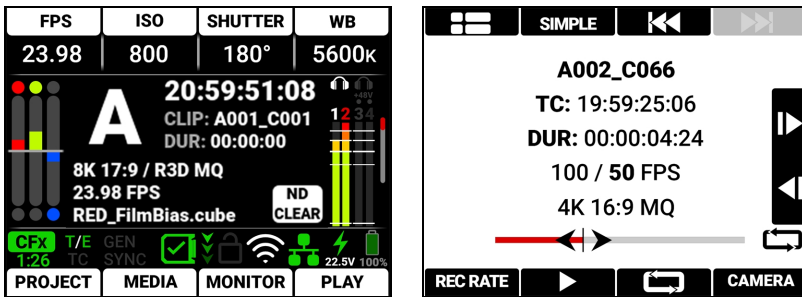 FPS ISO SHUTTER WB
23.98 800 180° 5600K
20:59:51:08
+48V
A
CLIP: A001_C001
1 2 3 4
DUR: 00:00:00
8K 17:9 / R3D MQ
23.98 FPS
ND
RED_FilmBias.cube
CLEAR
CFx T/E GEN
1:26 TC SYNC 22.5V 100%
PROJECT MEDIA MONITOR PLAY
SIMPLE
A002_C066
TC: 19:59:25:06
DUR: 00:00:04:24
100 / 50 FPS
4K 16:9 MQ
REC RATE CAMERA